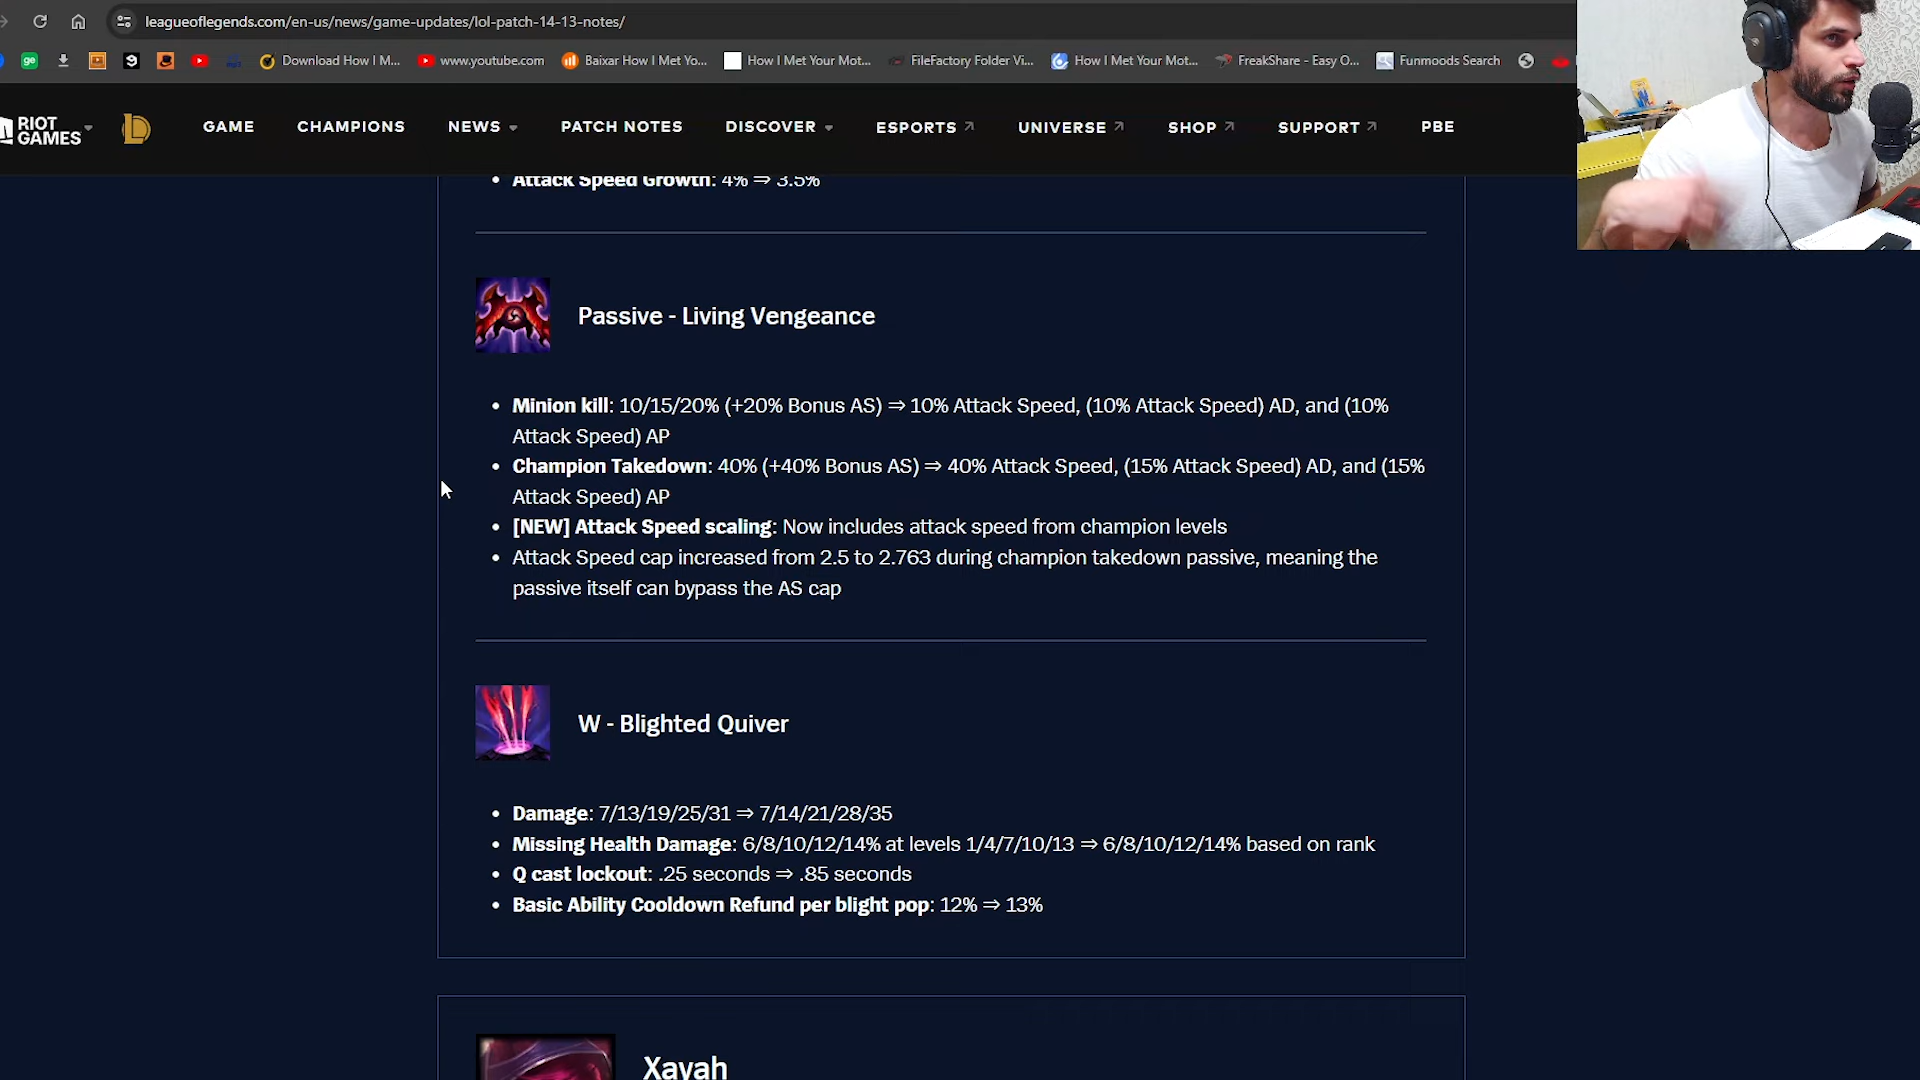 leagueoflegends.com/en-us/news/game-updates/lol-patch-14-13-notes/
ge
9
Download How I M...
www.youtube.com
Baixar How I Met Yo...
How I Met Your Mot...
FileFactory Folder Vi...
How I Met Your Mot...
FreakShare - Easy O...
Funmoods Search
RIOT
GAMES
GAME
CHAMPIONS
NEWS
PATCH NOTES
DISCOVER
ESPORTS
UNIVERSE
SHOP
SUPPORT
PBE
• Attack Speed Growth: 4% ⇒ 3.5%
Passive - Living Vengeance
• Minion kill: 10/15/20% (+20% Bonus AS) ⇒ 10% Attack Speed, (10% Attack Speed) AD, and (10%
Attack Speed) AP
• Champion Takedown: 40% (+40% Bonus AS) ⇒ 40% Attack Speed, (15% Attack Speed) AD, and (15%
Attack Speed) AP
• [NEW] Attack Speed scaling: Now includes attack speed from champion levels
• Attack Speed cap increased from 2.5 to 2.763 during champion takedown passive, meaning the
passive itself can bypass the AS cap
W - Blighted Quiver
• Damage: 7/13/19/25/31 ⇒ 7/14/21/28/35
• Missing Health Damage: 6/8/10/12/14% at levels 1/4/7/10/13 ⇒ 6/8/10/12/14% based on rank
• Q cast lockout: .25 seconds ⇒ .85 seconds
• Basic Ability Cooldown Refund per blight pop: 12% ⇒ 13%
Xayah